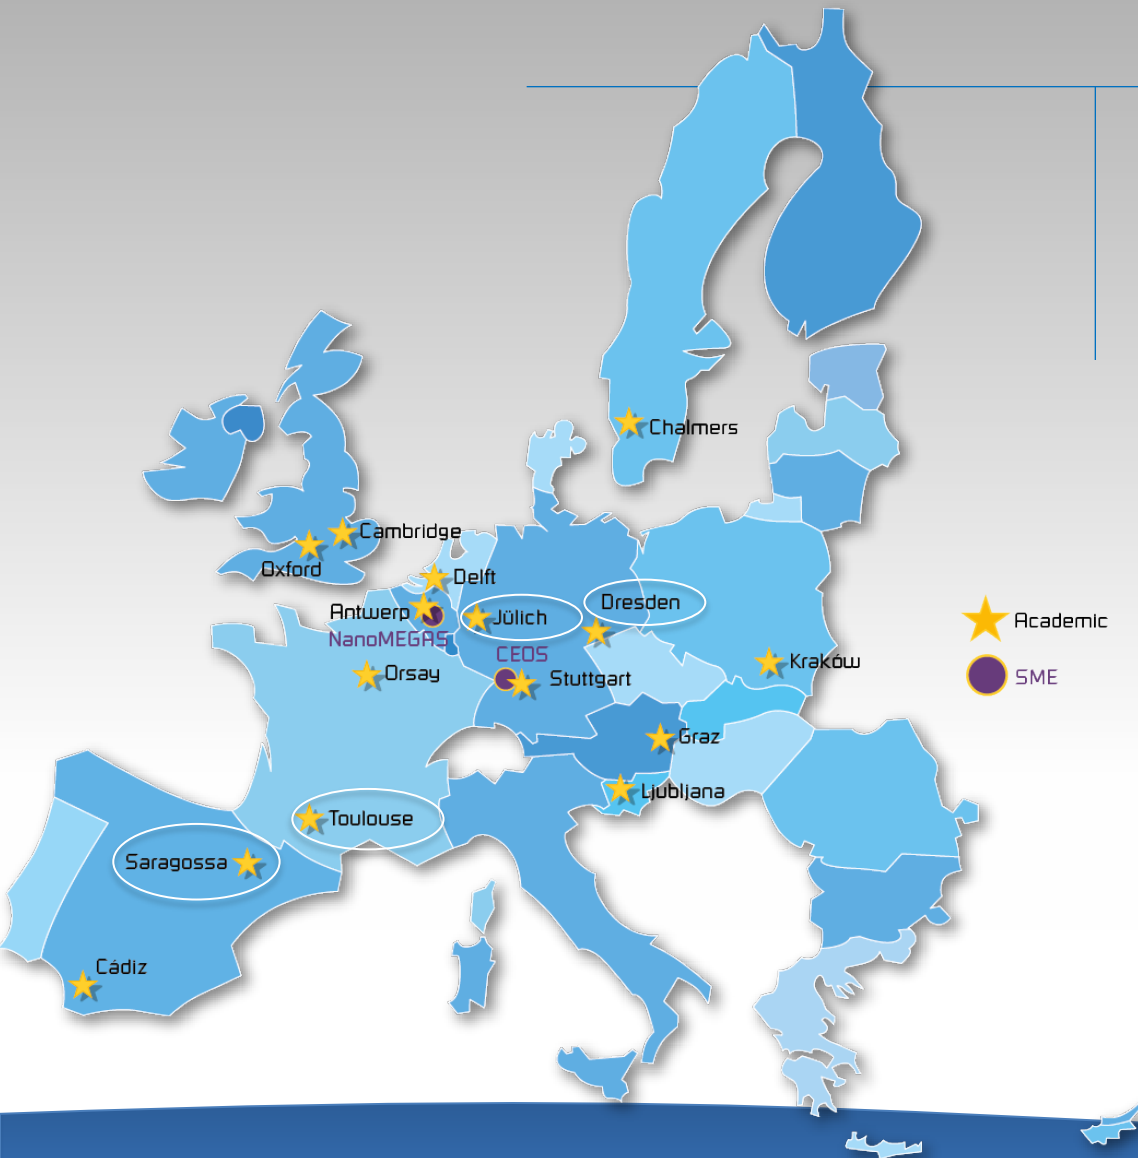 Chalmers
Cambridge
Oxford
Delft
Antwerp
NanoMEGAS
Jülich
Dresden
CEOS
Stuttgart
Orsay
Kraków
Graz
Ljubljana
Toulouse
Saragossa
Cádiz
Academic
SME